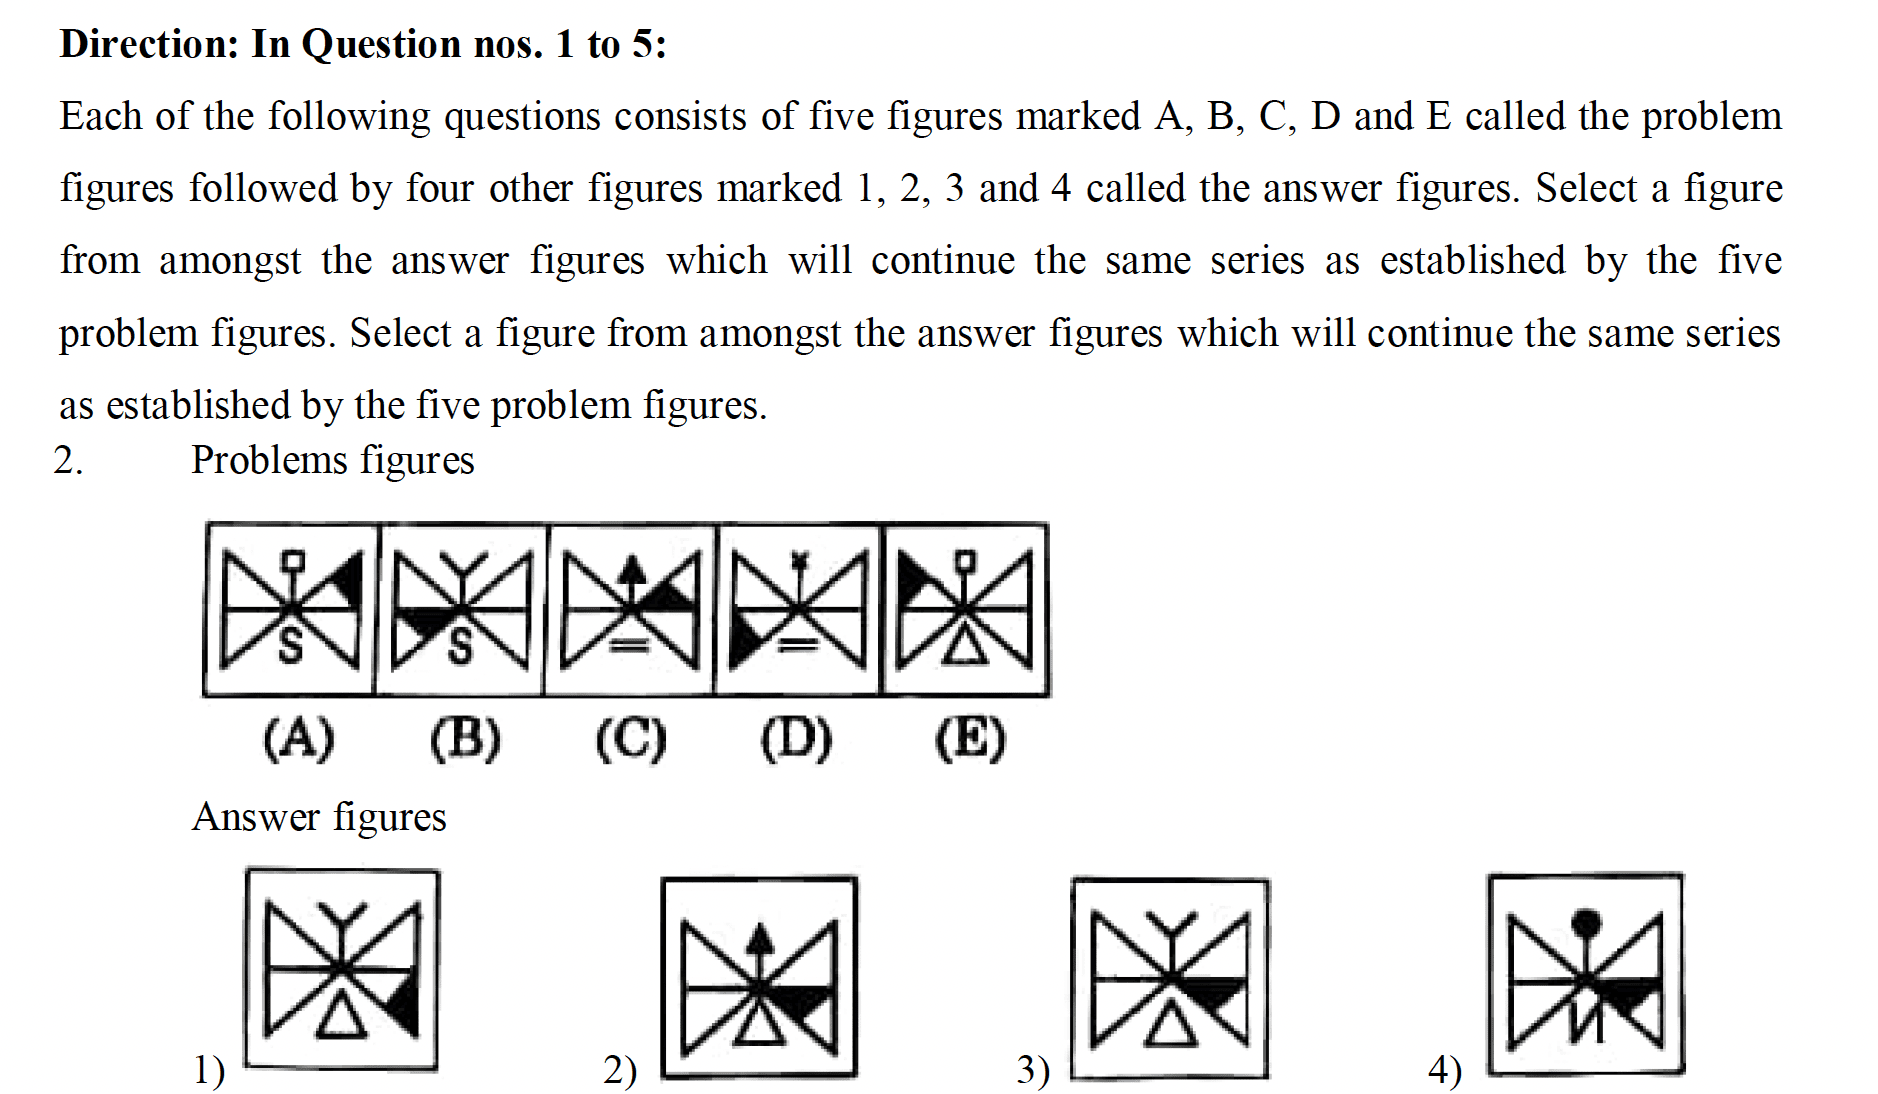 Direction: In Question nos. 1 to 5:
Each of the following questions consists of five figures marked A, B, C, D and E called the problem
figures followed by four other figures marked 1, 2, 3 and 4 called the answer figures. Select a figure
from amongst the answer figures which will continue the same series as established by the five
problem figures. Select a figure from amongst the answer figures which will continue the same series
as established by the five problem figures.
2. Problems figures
S S = =
(A) (B) (C) (D) (E)
Answer figures
1) 2) 3) 4)